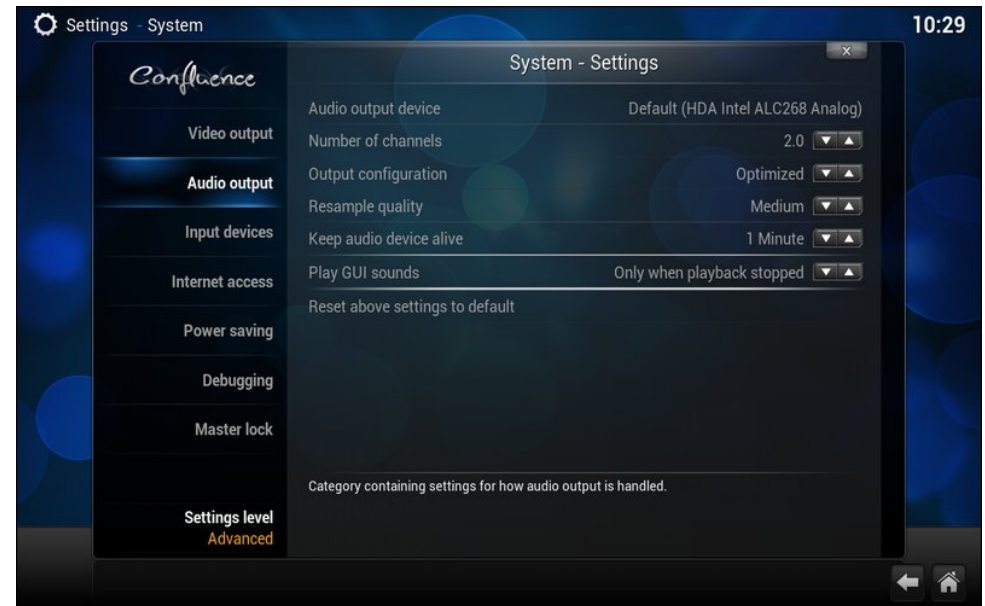 Settings - System
10:29
Confluence
System - Settings
X
Video output
Audio output
Input devices
Internet access
Power saving
Debugging
Master lock
Settings level
Advanced
Audio output device Default (HDA Intel ALC268 Analog)
Number of channels 2.0
Output configuration Optimized
Resample quality Medium
Keep audio device alive 1 Minute
Play GUI sounds Only when playback stopped
Reset above settings to default
Category containing settings for how audio output is handled.